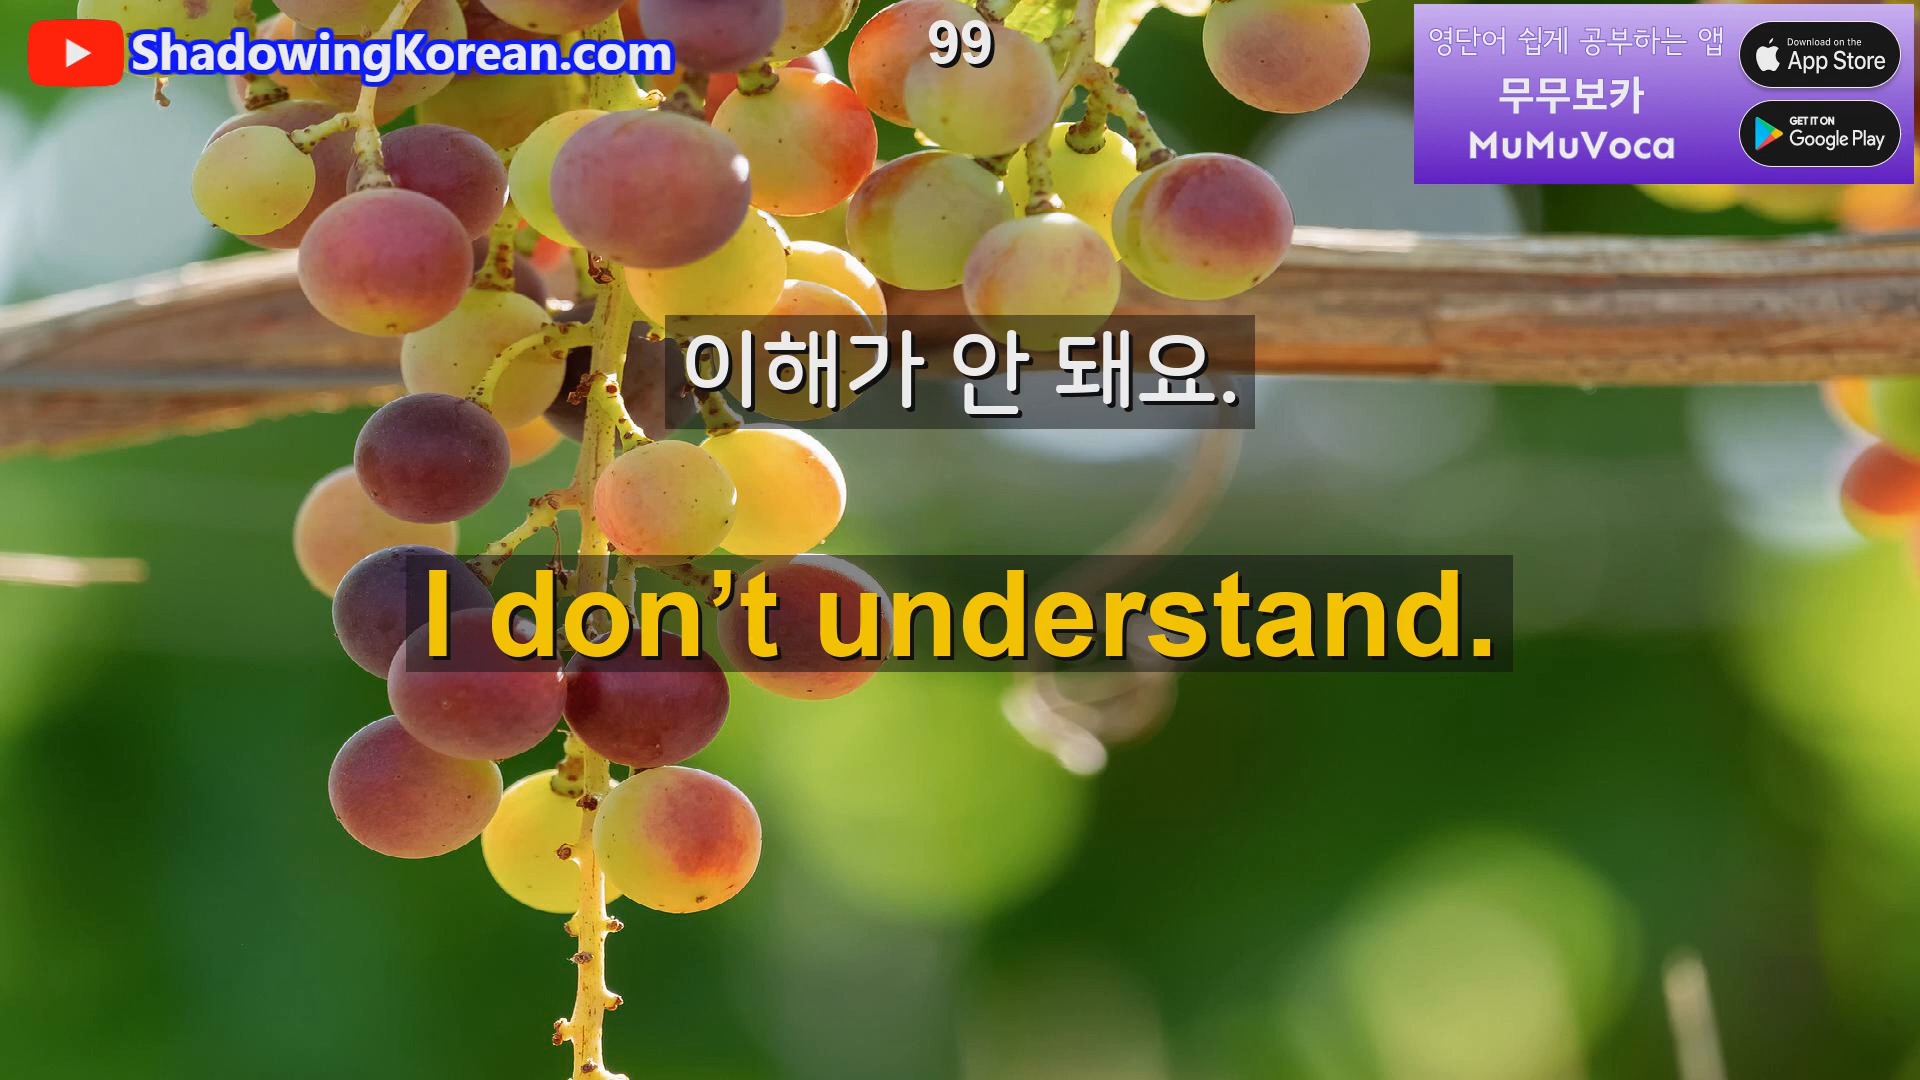 ShadowingKorean.com
99
영단어 쉽게 공부하는 앱
무무보카
MuMuVoca
Download on the
App Store
GET IT ON
Google Play
이해가 안 돼요.
I don’t understand.